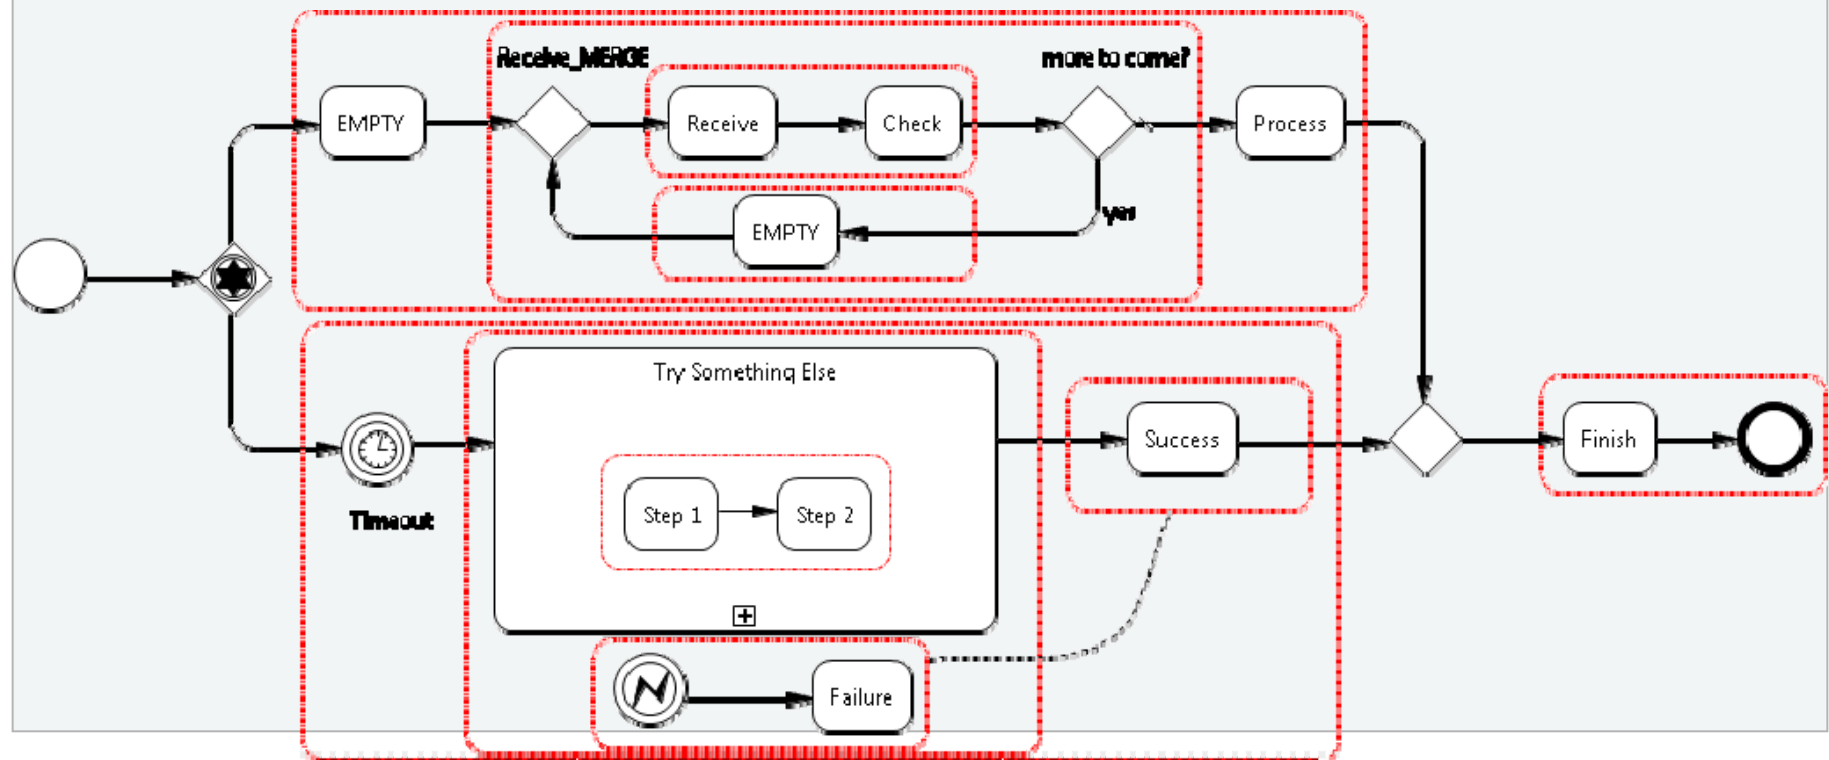 Receive_MERGE
more to come?
EMPTY
Receive
Check
Process
yes
EMPTY
Try Something Else
Success
Finish
Timeout
Step 1
Step 2
Failure